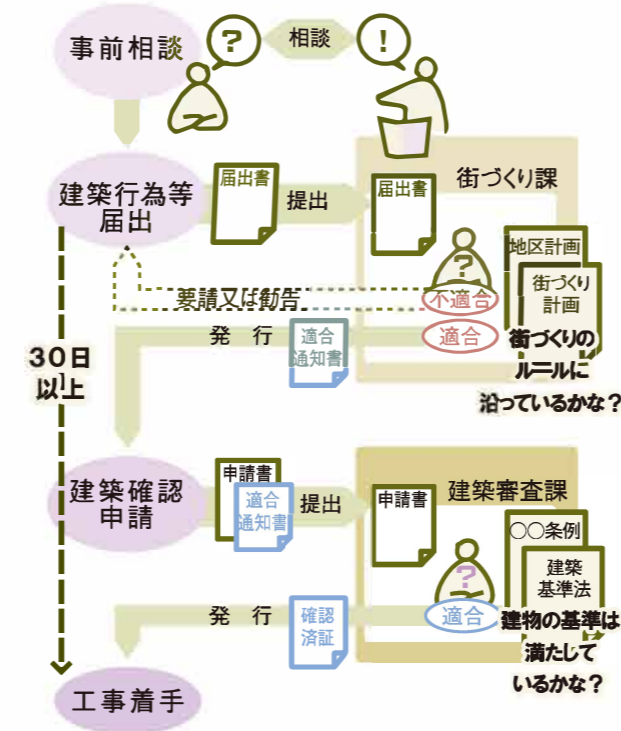 事前相談
?
相談
!
建築行為等
届出
届出書
提出
届出書
街づくり課
?
地区計画
街づくり
計画
不適合
要請又は勧告
適合
発行
適合
通知書
街づくりの
ルールに
沿っているかな？
30日
以上
建築確認
申請
申請書
適合
通知書
提出
申請書
建築審査課
?
〇〇条例
建築
基準法
適合
発行
確認
済証
建物の基準は
満たして
いるかな？
工事着手